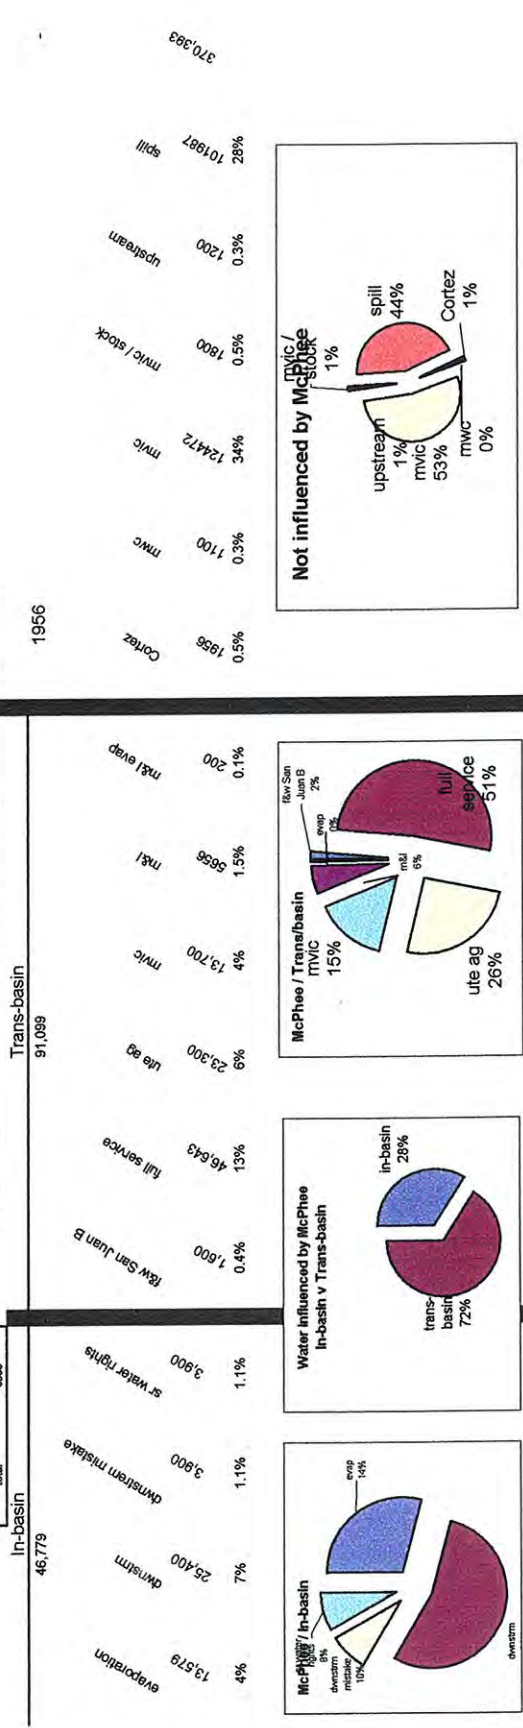 In-basin
46,779
evaporation
dwnstrm
dwnstrem mistake
sr water rights
13,579
25,400
3,900
3,900
4%
7%
1.1%
1.1%
Trans-basin
91,099
f&w San Juan B
full service
ute ag
mvic
m&I
m&I evap
1,600
46,643
23,300
13,700
5656
200
0.4%
13%
6%
4%
1.5%
0.1%
1956
Cortez
mwc
mvic
mvic / stock
upstream
spill
1956
1100
124472
1800
1200
101987
370,393
0.5%
0.3%
34%
0.5%
0.3%
28%
-
McPhee / In-basin
rights
8%
dwnstrm
mistake
10%
evap
14%
dwnstrm
Water Influenced by McPhee
In-basin v Trans-basin
in-basin
28%
trans-
basin
72%
McPhee / Trans/basin
mvic
15%
f&w San
Juan B
2%
evap
0%
m&I
6%
full
service
51%
ute ag
26%
Not influenced by McPhee
mvic /
stock
1%
upstream
1%
mvic
53%
mwc
0%
spill
44%
Cortez
1%